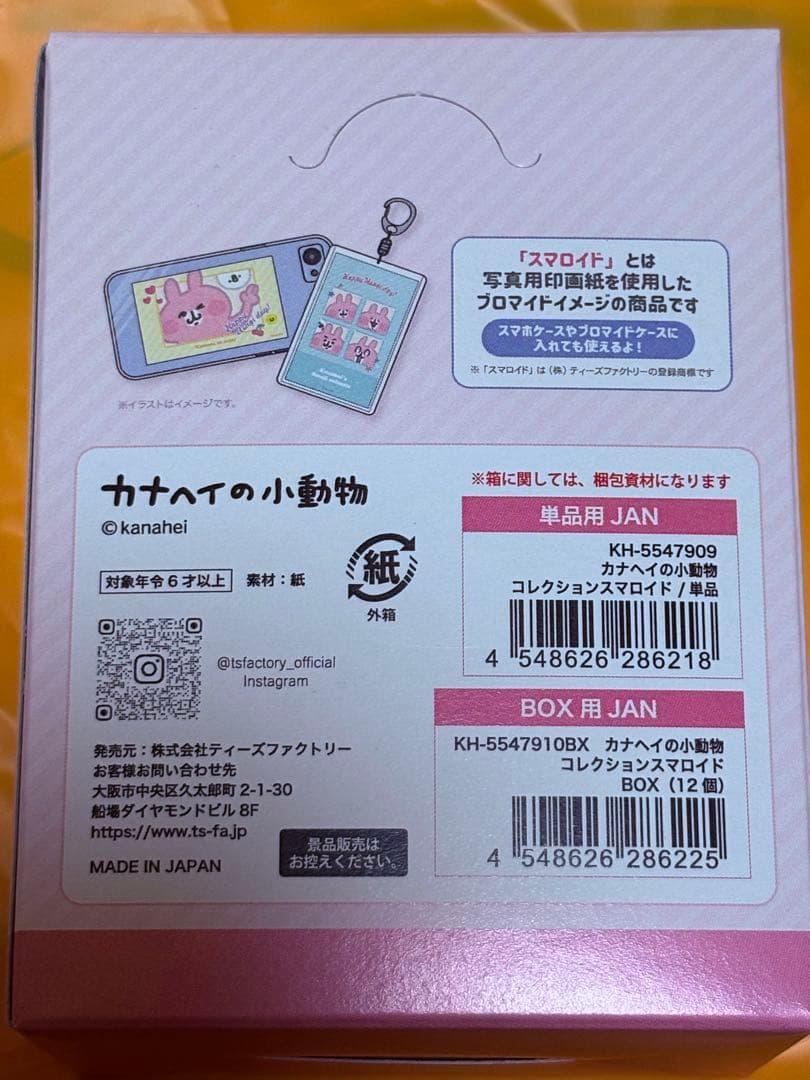 Happy Usagi day!
Happy Usagi day!
※イラストはイメージです。
「スマロイド」とは
写真用印画紙を使用した
ブロマイドイメージの商品です
スマホケースやブロマイドケースに
入れても使えるよ！
※「スマロイド」は（株）ティーズファクトリーの登録商標です
カナヘイの小動物
©kanahei
対象年令6才以上 素材：紙
紙
外箱
@tsfactory_official
Instagram
発売元：株式会社ティーズファクトリー
お客様お問い合わせ先
大阪市中央区久太郎町2-1-30
船場ダイヤモンドビル8F
https://www.ts-fa.jp
MADE IN JAPAN
景品販売は
お控えください。
※箱に関しては、梱包資材になります
単品用 JAN
KH-5547909
カナヘイの小動物
コレクションスマロイド / 単品
4 548626 286218
BOX 用 JAN
KH-5547910BX カナヘイの小動物
コレクションスマロイド
BOX（12個）
4 548626 286225